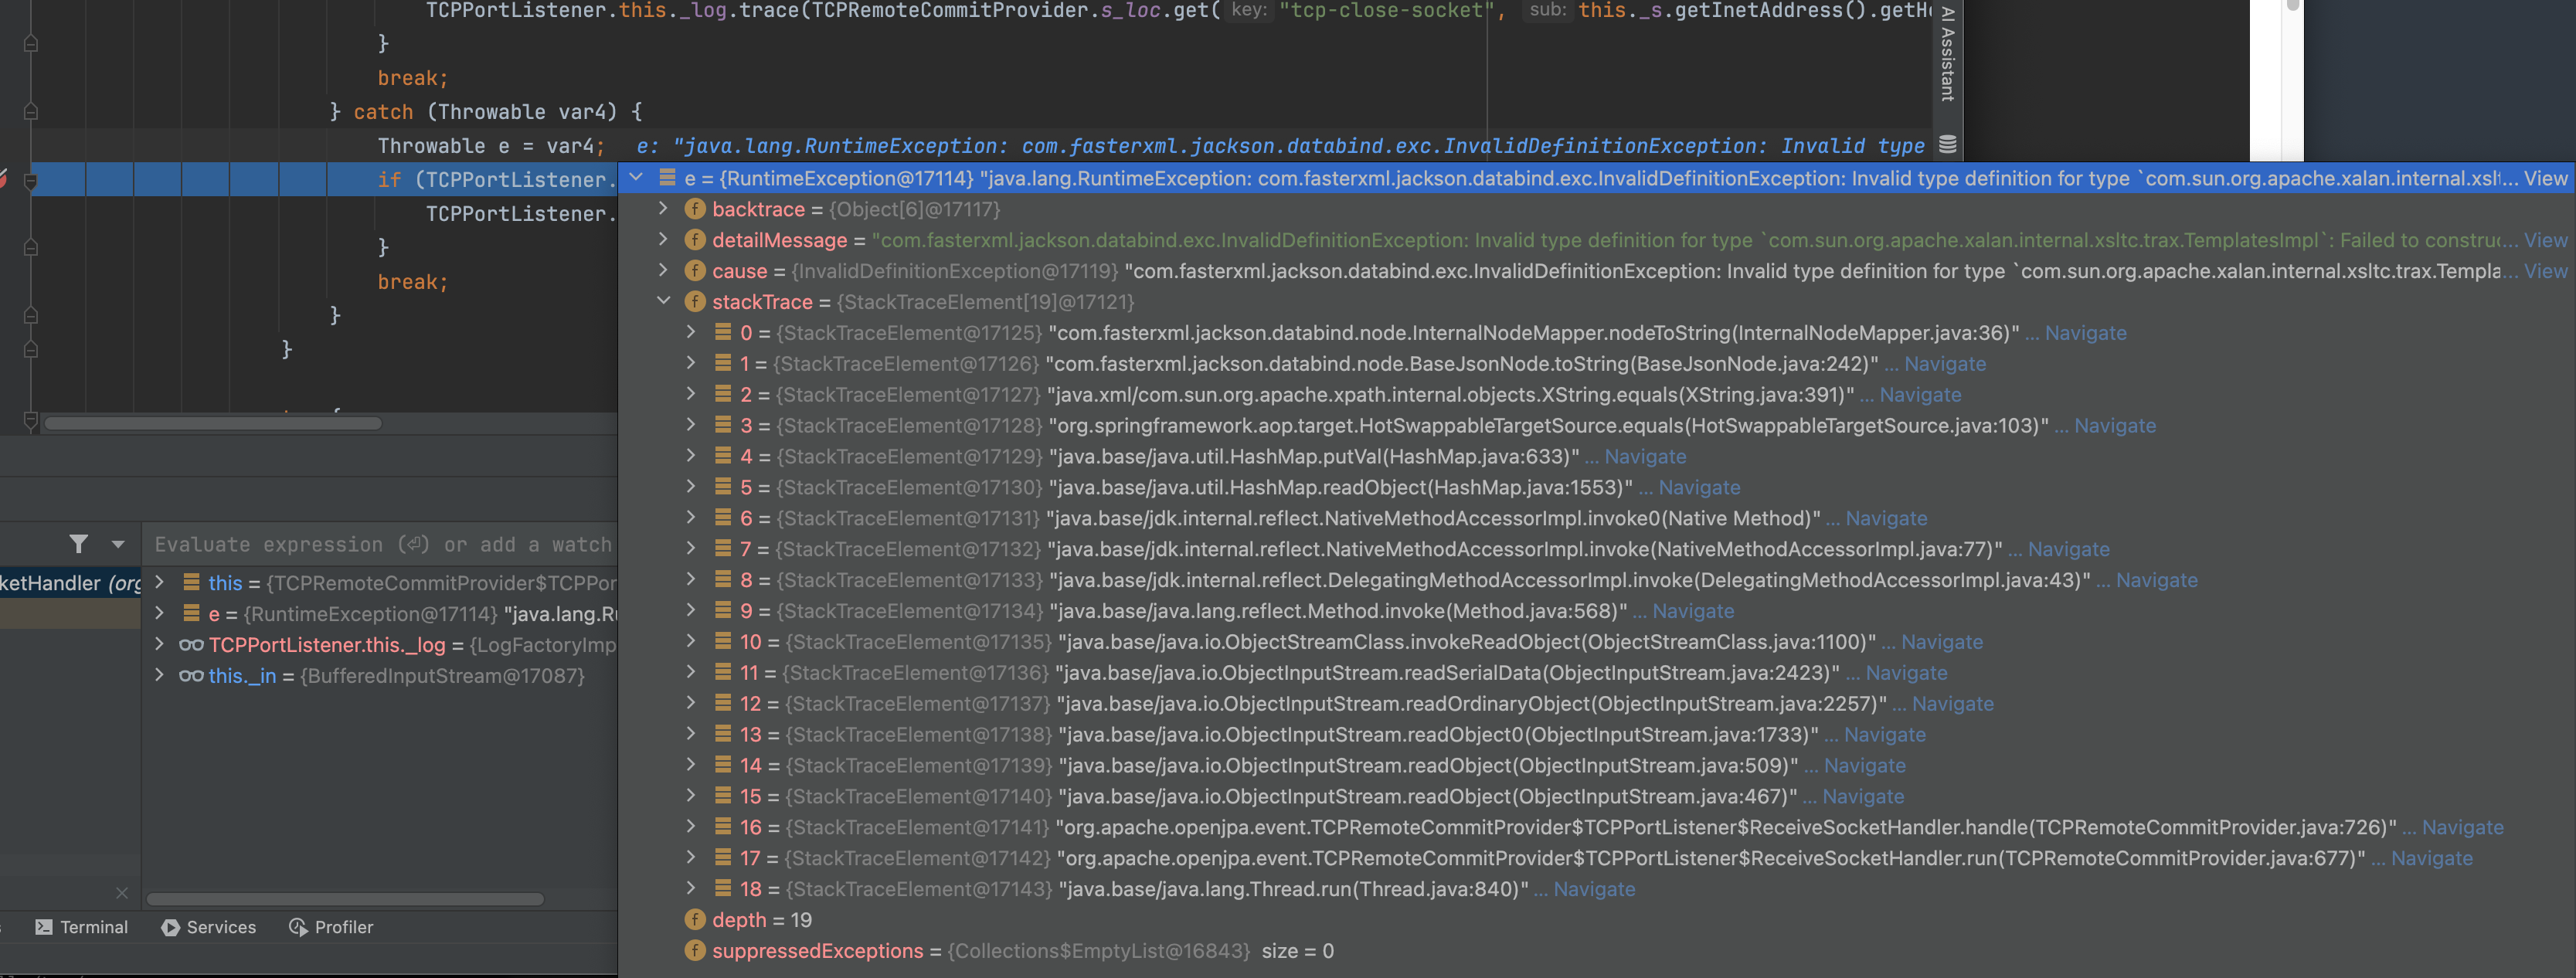 TCPPortListener.this._log.trace(TCPRemoteCommitProvider.s_loc.get( key: "tcp-close-socket", sub: this._s.getInetAddress().getHo
}
break;
} catch (Throwable var4) {
Throwable e = var4; e: "java.lang.RuntimeException: com.fasterxml.jackson.databind.exc.InvalidDefinitionException: Invalid type
if (TCPPortListener.
TCPPortListener.
}
break;
}
}
AI Assistant
e = {RuntimeException@17114} "java.lang.RuntimeException: com.fasterxml.jackson.databind.exc.InvalidDefinitionException: Invalid type definition for type `com.sun.org.apache.xalan.internal.xslt... View
backtrace = {Object[6]@17117}
detailMessage = "com.fasterxml.jackson.databind.exc.InvalidDefinitionException: Invalid type definition for type `com.sun.org.apache.xalan.internal.xsltc.trax.TemplatesImpl`: Failed to construc... View
cause = {InvalidDefinitionException@17119} "com.fasterxml.jackson.databind.exc.InvalidDefinitionException: Invalid type definition for type `com.sun.org.apache.xalan.internal.xsltc.trax.Templa... View
stackTrace = {StackTraceElement[19]@17121}
0 = {StackTraceElement@17125} "com.fasterxml.jackson.databind.node.InternalNodeMapper.nodeToString(InternalNodeMapper.java:36)" ... Navigate
1 = {StackTraceElement@17126} "com.fasterxml.jackson.databind.node.BaseJsonNode.toString(BaseJsonNode.java:242)" ... Navigate
2 = {StackTraceElement@17127} "java.xml/com.sun.org.apache.xpath.internal.objects.XString.equals(XString.java:391)" ... Navigate
3 = {StackTraceElement@17128} "org.springframework.aop.target.HotSwappableTargetSource.equals(HotSwappableTargetSource.java:103)" ... Navigate
4 = {StackTraceElement@17129} "java.base/java.util.HashMap.putVal(HashMap.java:633)" ... Navigate
5 = {StackTraceElement@17130} "java.base/java.util.HashMap.readObject(HashMap.java:1553)" ... Navigate
6 = {StackTraceElement@17131} "java.base/jdk.internal.reflect.NativeMethodAccessorImpl.invoke0(Native Method)" ... Navigate
7 = {StackTraceElement@17132} "java.base/jdk.internal.reflect.NativeMethodAccessorImpl.invoke(NativeMethodAccessorImpl.java:77)" ... Navigate
8 = {StackTraceElement@17133} "java.base/jdk.internal.reflect.DelegatingMethodAccessorImpl.invoke(DelegatingMethodAccessorImpl.java:43)" ... Navigate
9 = {StackTraceElement@17134} "java.base/java.lang.reflect.Method.invoke(Method.java:568)" ... Navigate
10 = {StackTraceElement@17135} "java.base/java.io.ObjectStreamClass.invokeReadObject(ObjectStreamClass.java:1100)" ... Navigate
11 = {StackTraceElement@17136} "java.base/java.io.ObjectInputStream.readSerialData(ObjectInputStream.java:2423)" ... Navigate
12 = {StackTraceElement@17137} "java.base/java.io.ObjectInputStream.readOrdinaryObject(ObjectInputStream.java:2257)" ... Navigate
13 = {StackTraceElement@17138} "java.base/java.io.ObjectInputStream.readObject0(ObjectInputStream.java:1733)" ... Navigate
14 = {StackTraceElement@17139} "java.base/java.io.ObjectInputStream.readObject(ObjectInputStream.java:509)" ... Navigate
15 = {StackTraceElement@17140} "java.base/java.io.ObjectInputStream.readObject(ObjectInputStream.java:467)" ... Navigate
16 = {StackTraceElement@17141} "org.apache.openjpa.event.TCPRemoteCommitProvider$TCPPortListener$ReceiveSocketHandler.handle(TCPRemoteCommitProvider.java:726)" ... Navigate
17 = {StackTraceElement@17142} "org.apache.openjpa.event.TCPRemoteCommitProvider$TCPPortListener$ReceiveSocketHandler.run(TCPRemoteCommitProvider.java:677)" ... Navigate
18 = {StackTraceElement@17143} "java.base/java.lang.Thread.run(Thread.java:840)" ... Navigate
depth = 19
suppressedExceptions = {Collections$EmptyList@16843} size = 0
Evaluate expression (⏎) or add a watch
ketHandler (org
this = {TCPRemoteCommitProvider$TCPPor
e = {RuntimeException@17114} "java.lang.Ru
TCPPortListener.this._log = {LogFactoryImp
this._in = {BufferedInputStream@17087}
Terminal Services Profiler